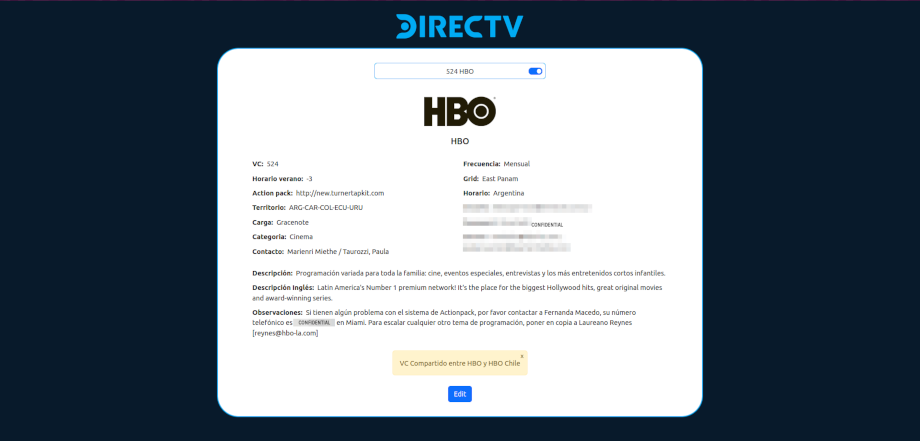 DIRECTV
524 HBO
HBO
HBO
VC: 524
Frecuencia: Mensual
Horario verano: -3
Grid: East Panam
Action pack: http://new.turnertapkit.com
Horario: Argentina
Territorio: ARG-CAR-COL-ECU-URU
Carga: Gracenote
CONFIDENTIAL
Categoria: Cinema
Contacto: Marienri Miethe / Taurozzi, Paula
Descripción: Programación variada para toda la familia: cine, eventos especiales, entrevistas y los más entretenidos cortos infantiles.
Descripción Inglés: Latin America's Number 1 premium network! It's the place for the biggest Hollywood hits, great original movies
and award-winning series.
Observaciones: Si tienen algún problema con el sistema de Actionpack, por favor contactar a Fernanda Macedo, su número
telefónico es CONFIDENTIAL en Miami. Para escalar cualquier otro tema de programación, poner en copia a Laureano Reynes
[reynes@hbo-la.com]
x
VC Compartido entre HBO y HBO Chile
Edit